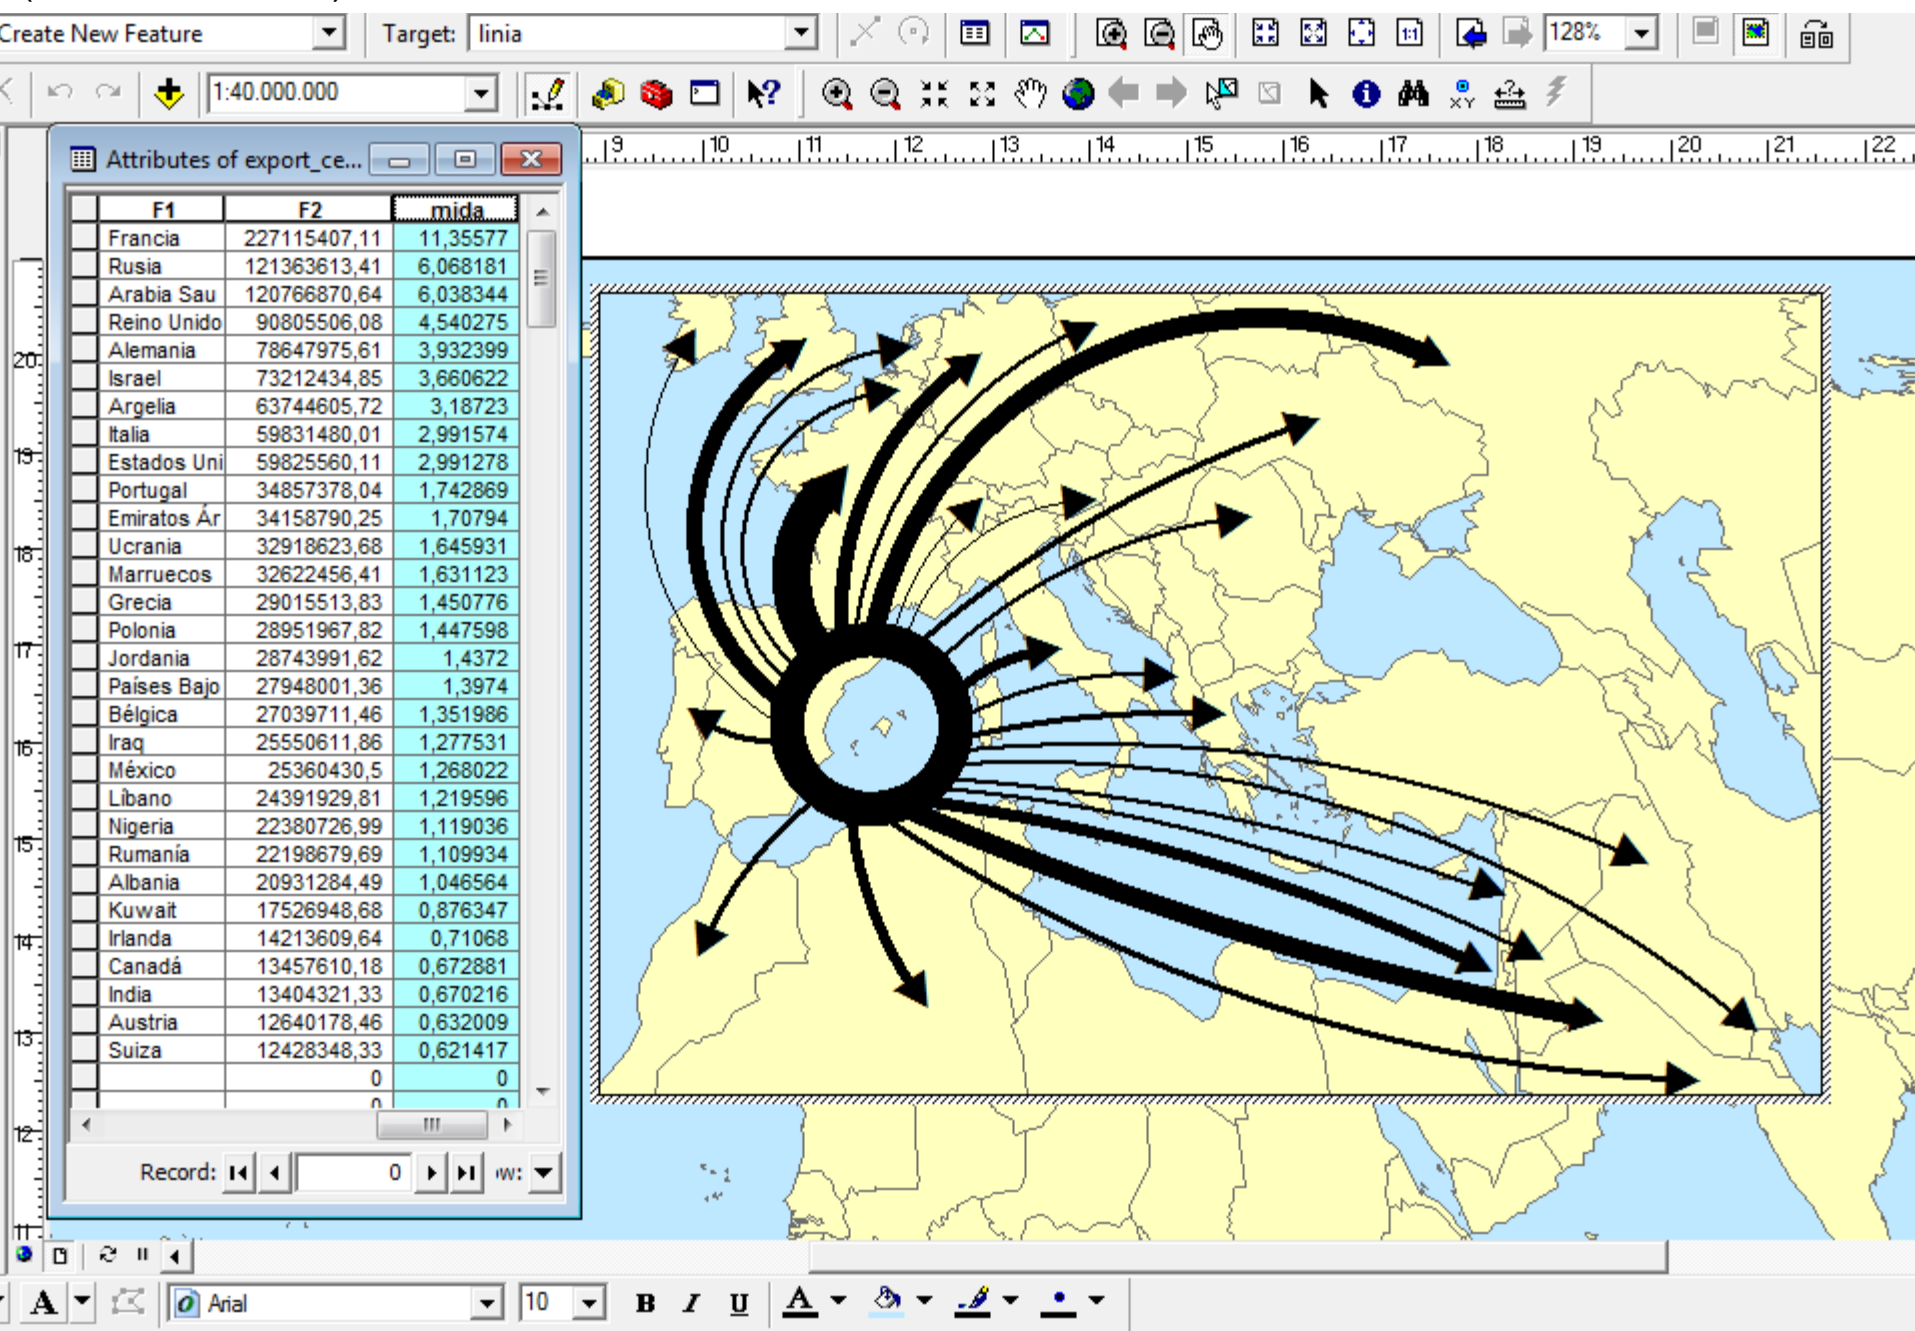 Create New Feature Target: linia 1:1 128%
1:40.000.000 XY
Attributes of export_ce...
9 10 11 12 13 14 15 16 17 18 19 20 21 22
F1 F2 mida
Francia 227115407,11 11,35577
Rusia 121363613,41 6,068181
Arabia Sau 120766870,64 6,038344
Reino Unido 90805506,08 4,540275
Alemania 78647975,61 3,932399
Israel 73212434,85 3,660622
Argelia 63744605,72 3,18723
Italia 59831480,01 2,991574
Estados Uni 59825560,11 2,991278
Portugal 34857378,04 1,742869
Emiratos Ár 34158790,25 1,70794
Ucrania 32918623,68 1,645931
Marruecos 32622456,41 1,631123
Grecia 29015513,83 1,450776
Polonia 28951967,82 1,447598
Jordania 28743991,62 1,4372
Países Bajo 27948001,36 1,3974
Bélgica 27039711,46 1,351986
Iraq 25550611,86 1,277531
México 25360430,5 1,268022
Líbano 24391929,81 1,219596
Nigeria 22380726,99 1,119036
Rumanía 22198679,69 1,109934
Albania 20931284,49 1,046564
Kuwait 17526948,68 0,876347
Irlanda 14213609,64 0,71068
Canadá 13457610,18 0,672881
India 13404321,33 0,670216
Austria 12640178,46 0,632009
Suiza 12428348,33 0,621417
0 0
0 0
Record: 0 w:
20
19
18
17
16
15
14
13
12
11
A Arial 10 B I U A